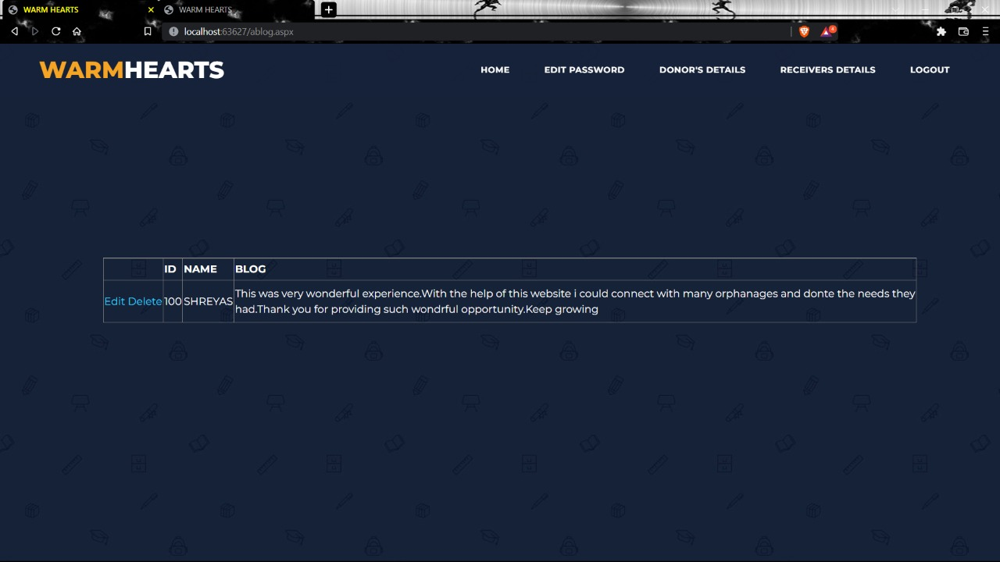 WARM HEARTS WARM HEARTS
localhost:63627/ablog.aspx 4
WARMHEARTS HOME EDIT PASSWORD DONOR'S DETAILS RECEIVERS DETAILS LOGOUT
ID NAME BLOG
Edit Delete 100 SHREYAS This was very wonderful experience.With the help of this website i could connect with many orphanages and donte the needs they
had.Thank you for providing such wondrful opportunity.Keep growing